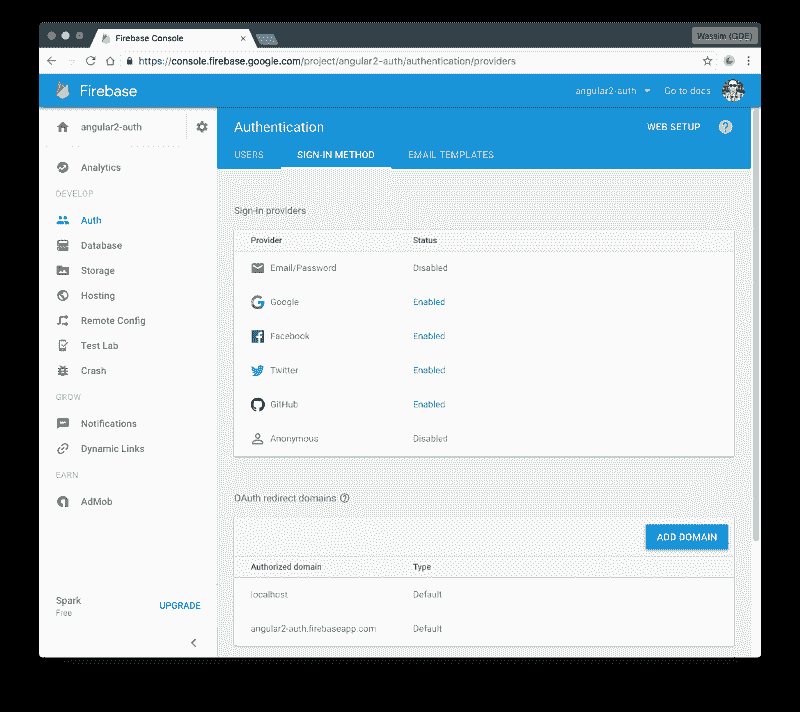 Firebase Console
Wassim (GDE)
https://console.firebase.google.com/project/angular2-auth/authentication/providers
Firebase
angular2-auth
Go to docs
angular2-auth
Analytics
DEVELOP
Auth
Database
Storage
Hosting
Remote Config
Test Lab
Crash
GROW
Notifications
Dynamic Links
EARN
AdMob
Spark
Free
UPGRADE
Authentication
WEB SETUP
USERS SIGN-IN METHOD EMAIL TEMPLATES
Sign-in providers
Provider Status
Email/Password Disabled
Google Enabled
Facebook Enabled
Twitter Enabled
GitHub Enabled
Anonymous Disabled
OAuth redirect domains
ADD DOMAIN
Authorized domain Type
localhost Default
angular2-auth.firebaseapp.com Default